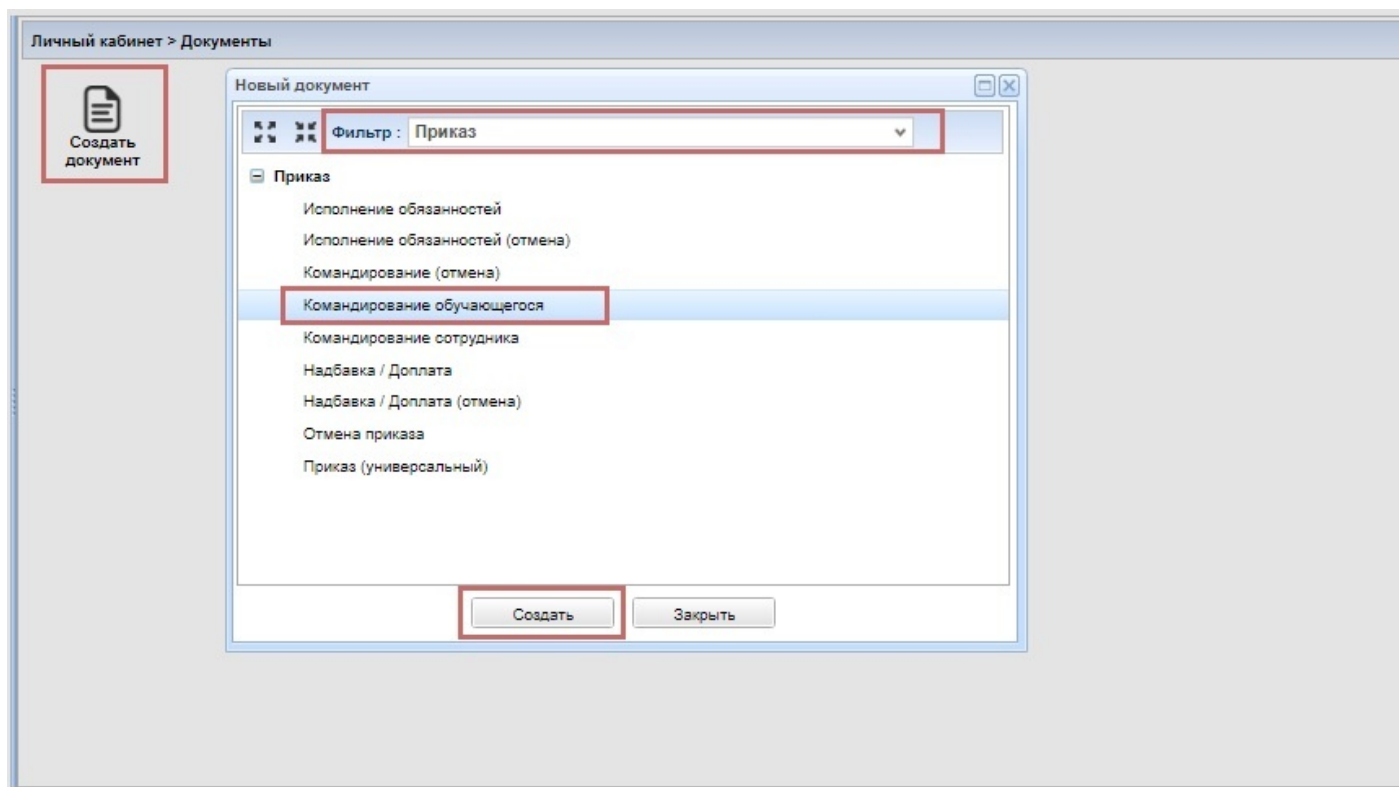 Личный кабинет > Документы
Создать
документ
Новый документ
Фильтр : Приказ
Приказ
Исполнение обязанностей
Исполнение обязанностей (отмена)
Командирование (отмена)
Командирование обучающегося
Командирование сотрудника
Надбавка / Доплата
Надбавка / Доплата (отмена)
Отмена приказа
Приказ (универсальный)
Создать Закрыть